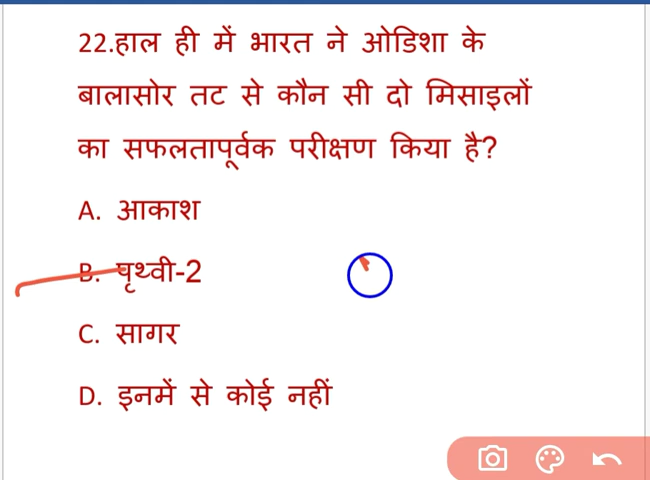 22.हाल ही में भारत ने ओडिशा के
बालासोर तट से कौन सी दो मिसाइलों
का सफलतापूर्वक परीक्षण किया है?
A. आकाश
B. पृथ्वी-2
C. सागर
D. इनमें से कोई नहीं